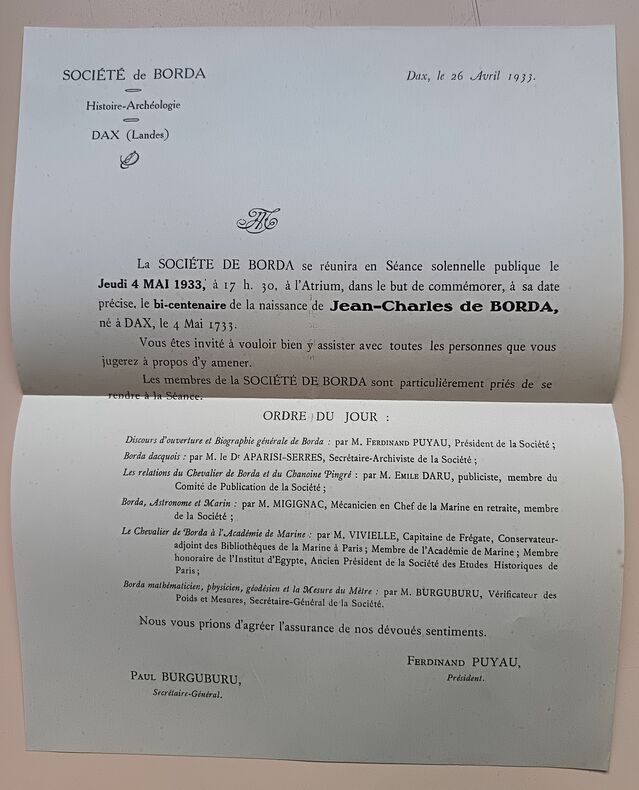 SOCIÉTÉ de BORDA
Histoire-Archéologie
DAX (Landes)
Dax, le 26 Avril 1933.
La SOCIÉTE DE BORDA se réunira en Séance solennelle publique le
Jeudi 4 MAI 1933, à 17 h. 30, à l'Atrium, dans le but de commémorer, à sa date
précise, le bi-centenaire de la naissance de Jean-Charles de BORDA,
né à DAX, le 4 Mai 1733.
Vous êtes invité à vouloir bien y assister avec toutes les personnes que vous
jugerez à propos d'y amener.
Les membres de la SOCIÉTÉ DE BORDA sont particuliérement priés de se
rendre à la Séance.
ORDRE DU JOUR :
Discours d'ouverture et Biographie générale de Borda : par M. FERDINAND PUYAU, Président de la Société ;
Borda dacquois : par M. le Dr APARISI-SERRES, Secrétaire-Archiviste de la Société ;
Les relations du Chevalier de Borda et du Chanoine Pingré : par M. EMILE DARU, publiciste, membre du
Comité de Publication de la Société ;
Borda, Astronome et Marin : par M. MIGIGNAC, Mécanicien en Chef de la Marine en retraite, membre
de la Société ;
Le Chevalier de Borda à l'Académie de Marine : par M. VIVIELLE, Capitaine de Frégate, Conservateur-
adjoint des Bibliothèques de la Marine à Paris ; Membre de l'Académie de Marine ; Membre
honoraire de l'Institut d'Egypte, Ancien Président de la Société des Etudes Historiques de
Paris ;
Borda mathématicien, physicien, géodésien et la Mesure du Mètre : par M. BURGUBURU, Vérificateur des
Poids et Mesures, Secrétaire-Général de la Société.
Nous vous prions d'agréer l'assurance de nos dévoués sentiments.
FERDINAND PUYAU,
Président.
PAUL BURGUBURU,
Secrétaire-Général.